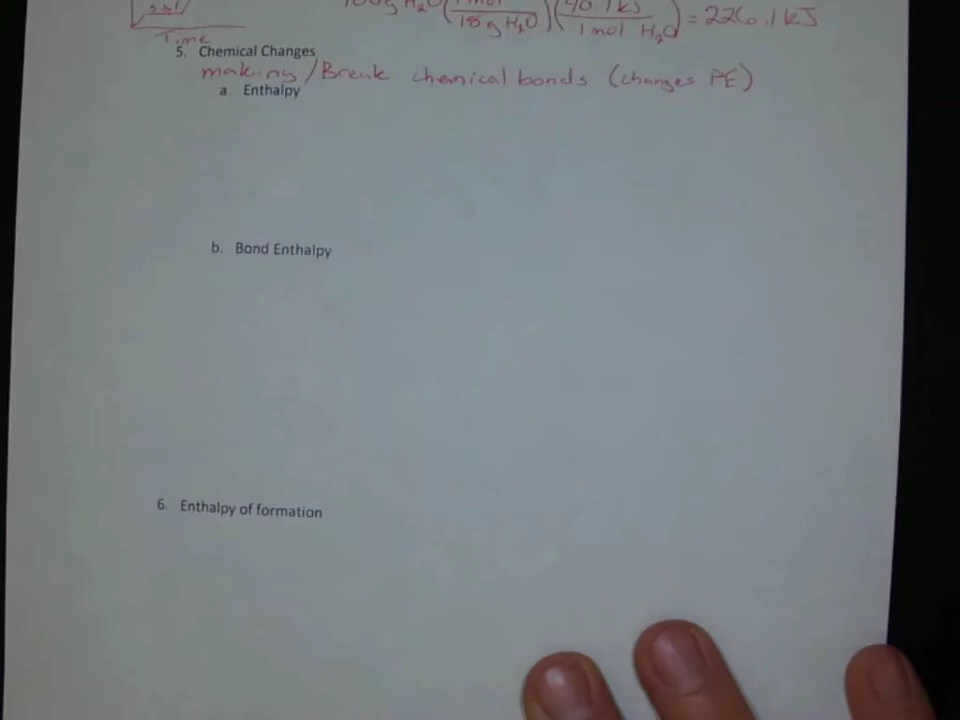 S⇌l
100g H₂O (1 mol / 18 g H₂O) (40.7 kJ / 1 mol H₂O) = 2260.1 kJ
Time
5. Chemical Changes
making / Break chemical bonds (changes PE)
a. Enthalpy
b. Bond Enthalpy
6. Enthalpy of formation